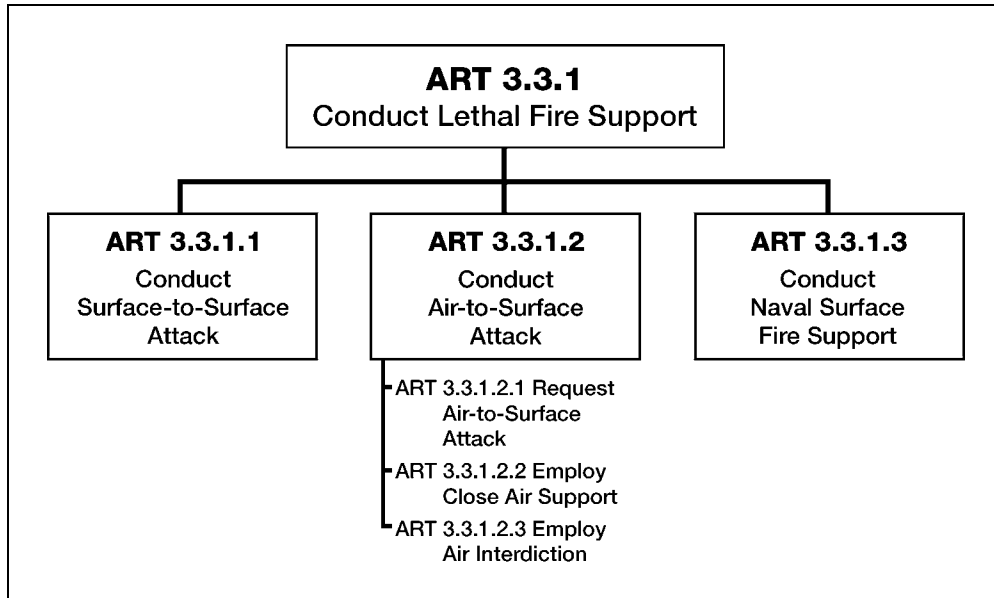 ART 3.3.1
Conduct Lethal Fire Support
ART 3.3.1.1
Conduct
Surface-to-Surface
Attack
ART 3.3.1.2
Conduct
Air-to-Surface
Attack
ART 3.3.1.3
Conduct
Naval Surface
Fire Support
ART 3.3.1.2.1 Request
Air-to-Surface
Attack
ART 3.3.1.2.2 Employ
Close Air Support
ART 3.3.1.2.3 Employ
Air Interdiction